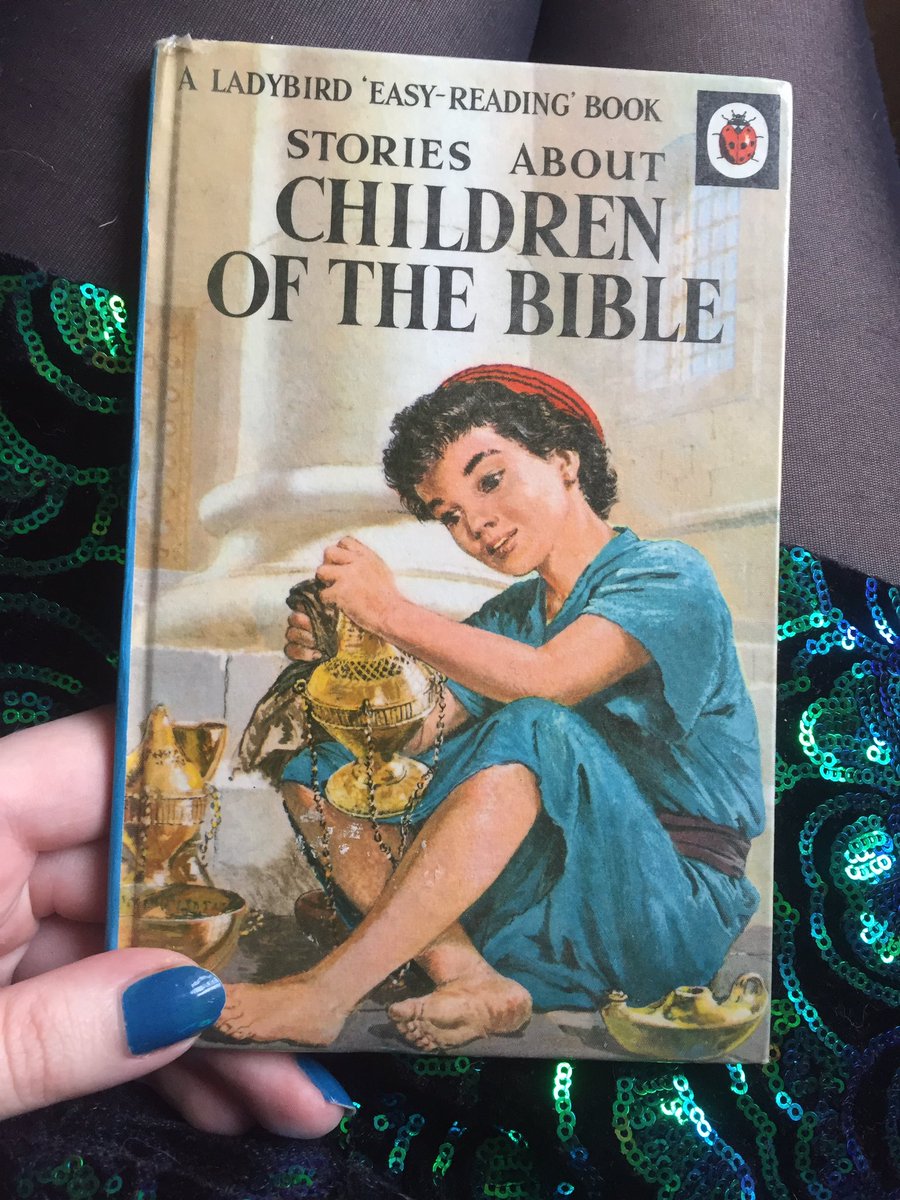 A LADYBIRD 'EASY-READING' BOOK
STORIES ABOUT
CHILDREN
OF THE BIBLE